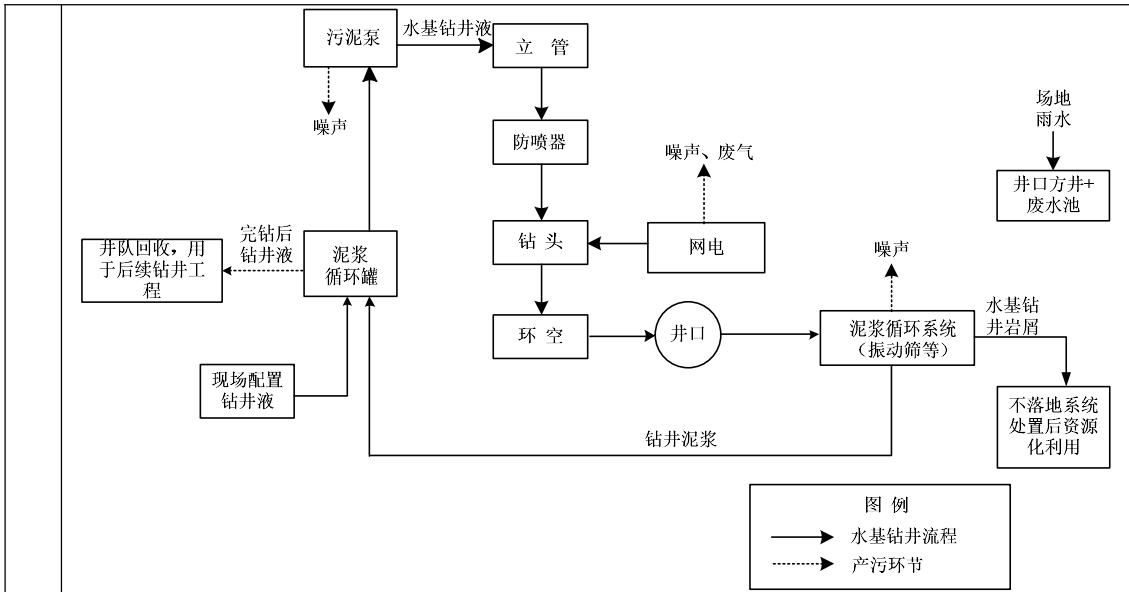 污泥泵
水基钻井液
立 管
噪声
防喷器
噪声、废气
场地
雨水
井口方井+
废水池
完钻后
钻井液
井队回收，用
于后续钻井工
程
泥浆
循环罐
钻 头
网电
噪声
水基钻
井岩屑
环 空
井口
泥浆循环系统
（振动筛等）
现场配置
钻井液
不落地系统
处置后资源
化利用
钻井泥浆
图 例
水基钻井流程
产污环节